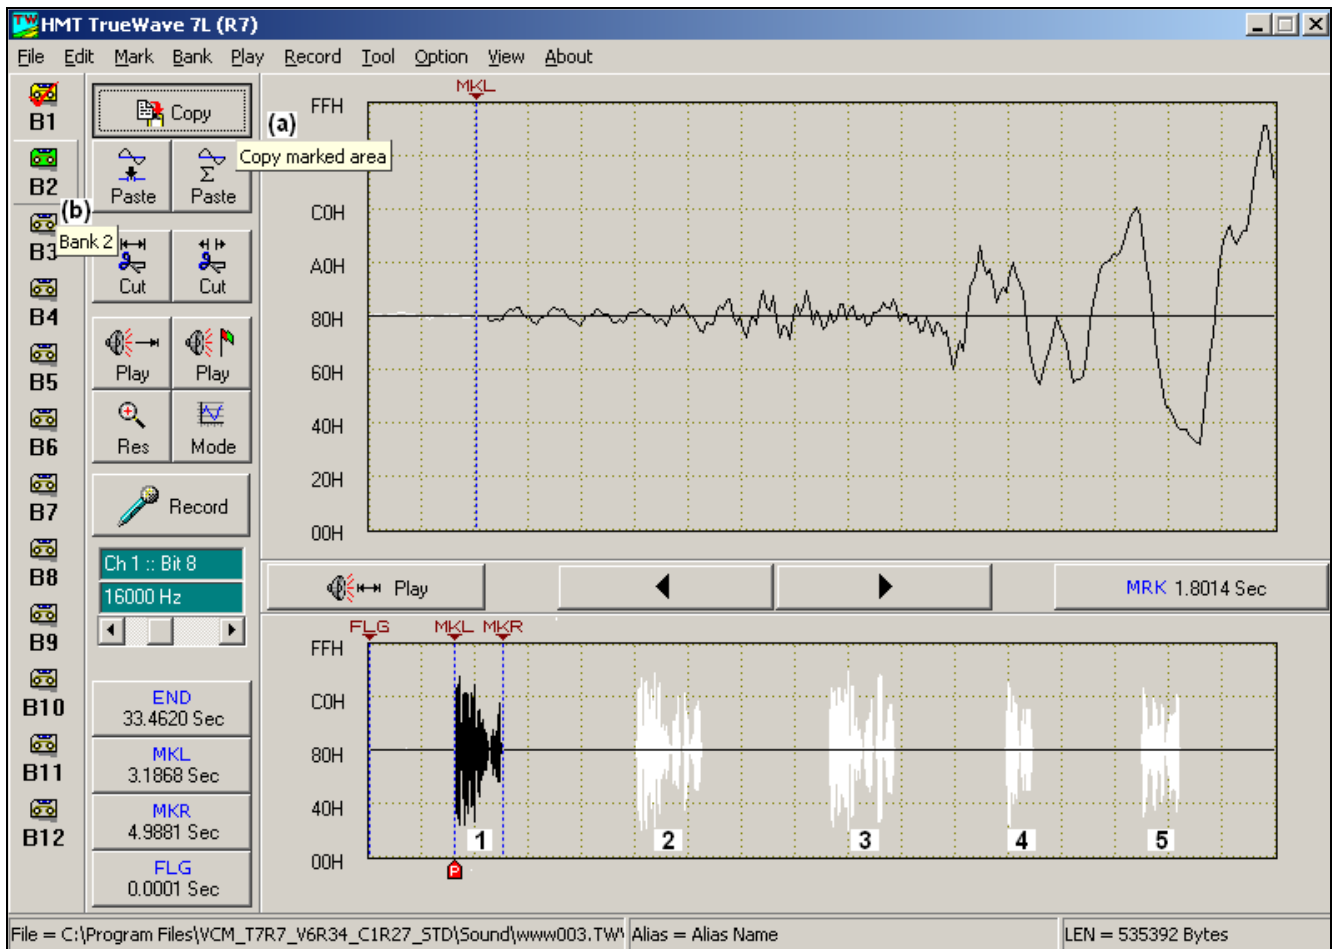 HMT TrueWave 7L (R7)
File Edit Mark Bank Play Record Tool Option View About
B1
B2
B3
B4
B5
B6
B7
B8
B9
B10
B11
B12
Copy
(a)
Copy marked area
Paste Paste
(b)
Bank 2
Cut Cut
Play Play
Res Mode
Record
Ch 1 :: Bit 8
16000 Hz
END
33.4620 Sec
MKL
3.1868 Sec
MKR
4.9881 Sec
FLG
0.0001 Sec
MKL
FFH
C0H
A0H
80H
60H
40H
20H
00H
Play
MRK 1.8014 Sec
FLG MKL MKR
FFH
C0H
80H
40H
00H
1 2 3 4 5
P
File = C:\Program Files\VCM_T7R7_V6R34_C1R27_STD\Sound\www003.TW
Alias = Alias Name
LEN = 535392 Bytes